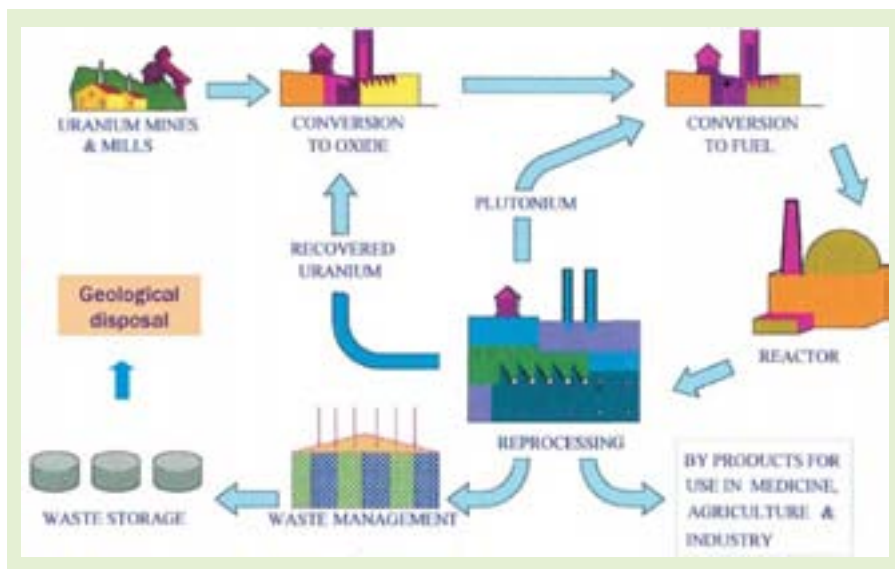 URANIUM MINES
& MILLS
CONVERSION
TO OXIDE
CONVERSION
TO FUEL
PLUTONIUM
RECOVERED
URANIUM
Geological
disposal
REACTOR
REPROCESSING
BY PRODUCTS FOR
USE IN MEDICINE,
AGRICULTURE &
INDUSTRY
WASTE STORAGE
WASTE MANAGEMENT